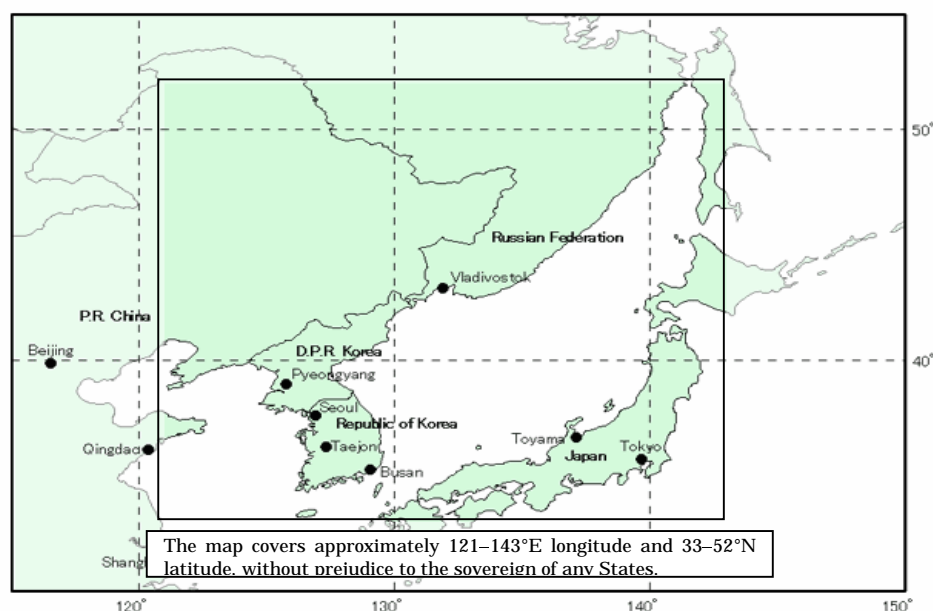 50°
Russian Federation
Vladivostok
P.R. China
Beijing
D.P.R. Korea
40°
Pyeongyang
Seoul
Republic of Korea
Qingdao
Taejon
Toyama
Tokyo
Japan
Busan
The map covers approximately 121–143°E longitude and 33–52°N
latitude, without prejudice to the sovereign of any States.
Shang
120°
130°
140°
150°